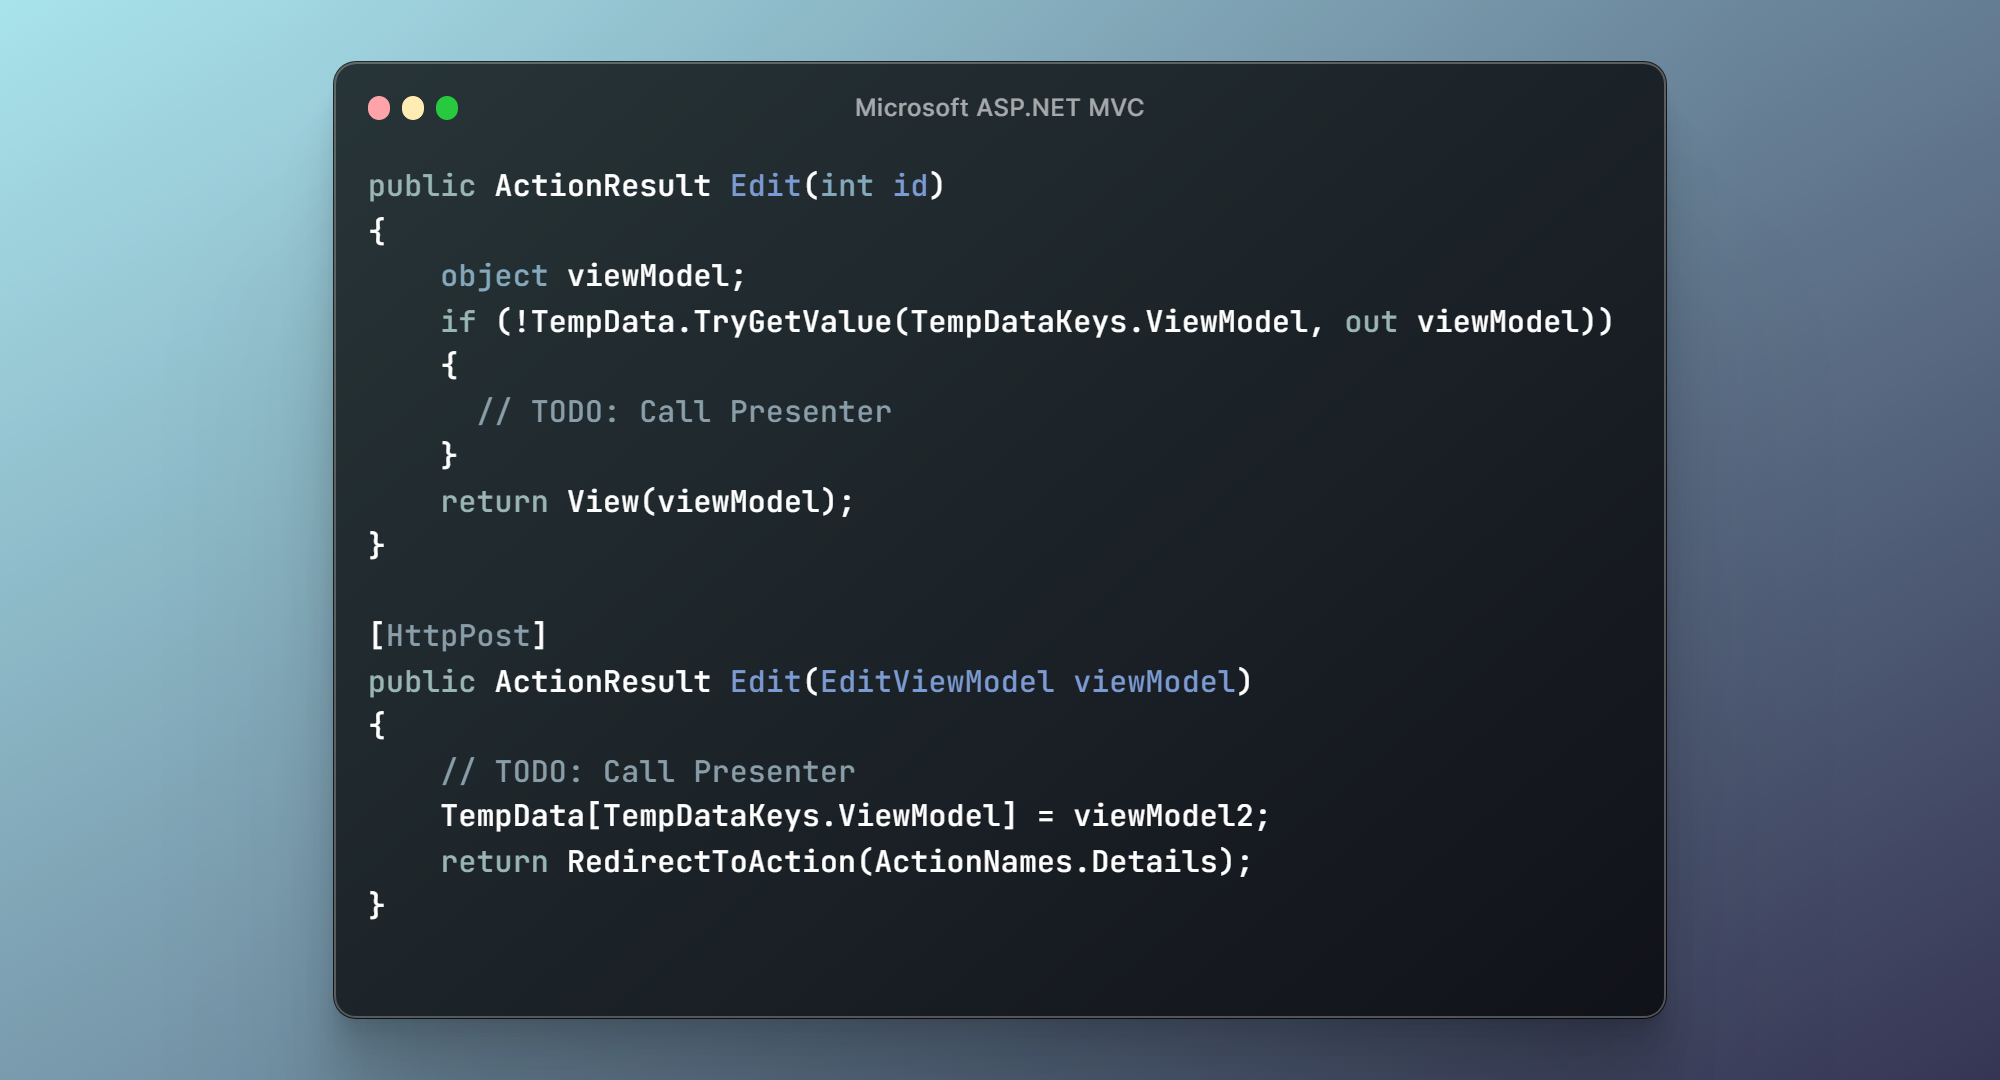 Microsoft ASP.NET MVC
public ActionResult Edit(int id)
{
    object viewModel;
    if (!TempData.TryGetValue(TempDataKeys.ViewModel, out viewModel))
    {
      // TODO: Call Presenter
    }
    return View(viewModel);
}

[HttpPost]
public ActionResult Edit(EditViewModel viewModel)
{
    // TODO: Call Presenter
    TempData[TempDataKeys.ViewModel] = viewModel2;
    return RedirectToAction(ActionNames.Details);
}